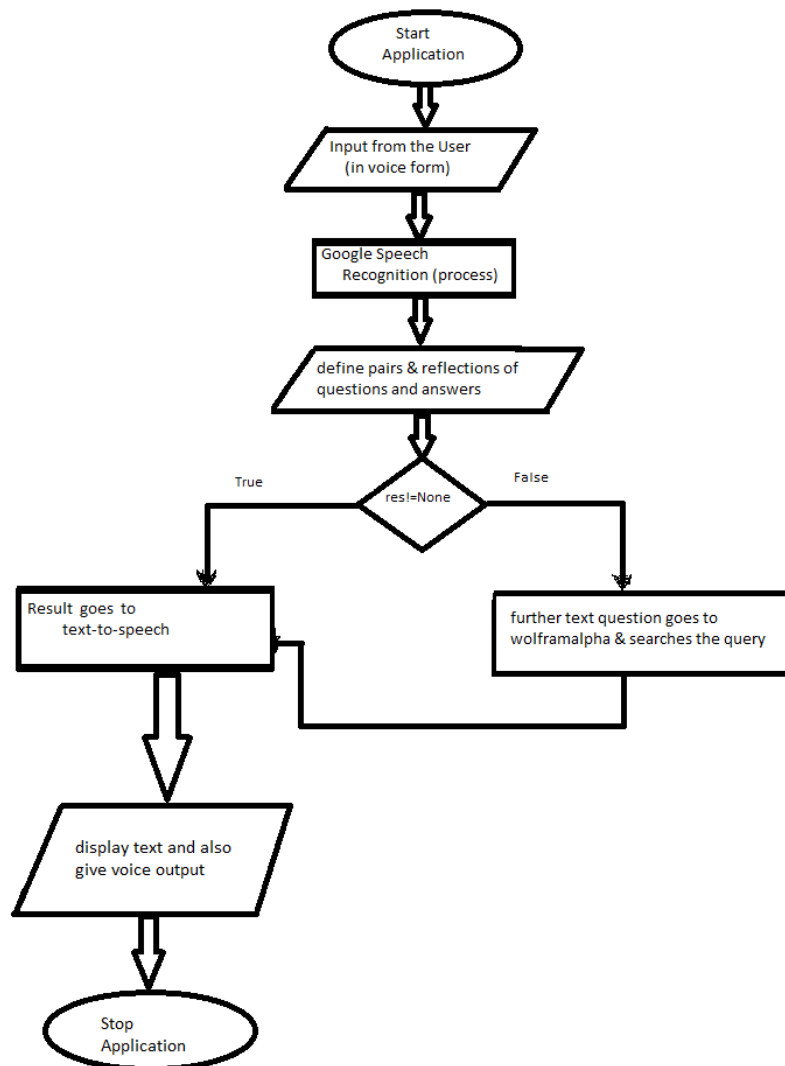 Start
Application
Input from the User
(in voice form)
Google Speech
Recognition (process)
define pairs & reflections of
questions and answers
True
res!=None
False
Result goes to
text-to-speech
further text question goes to
wolframalpha & searches the query
display text and also
give voice output
Stop
Application